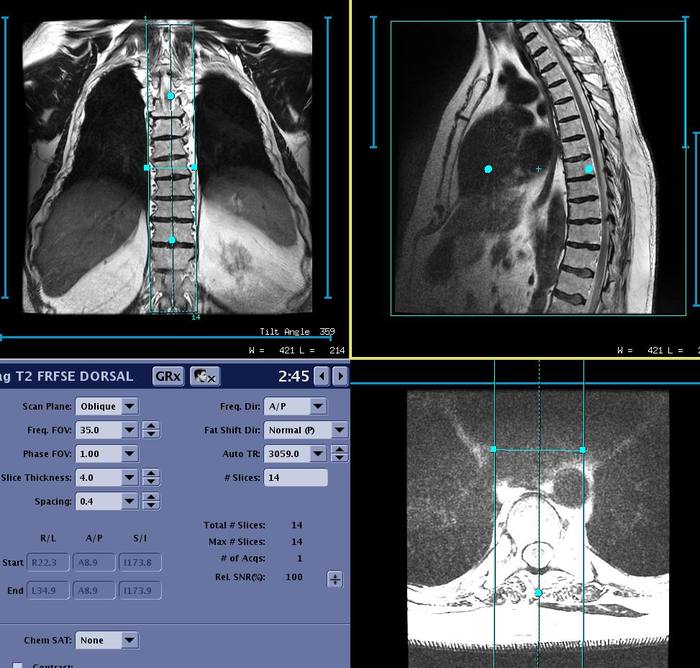 1
14
Tilt Angle 359
W = 421 L = 214
W = 421 L =
ag T2 FRFSE DORSAL GRx 2:45
Scan Plane: Oblique Freq. Dir: A/P
Freq. FOV: 35.0 Fat Shift Dir: Normal (P)
Phase FOV: 1.00 Auto TR: 3059.0
Slice Thickness: 4.0 # Slices: 14
Spacing: 0.4
Total # Slices: 14
R/L A/P S/I Max # Slices: 14
Start R22.3 A8.9 I173.8 # of Acqs: 1
End L34.9 A8.9 I173.9 Rel. SNR(%): 100
Chem SAT: None
Contrast: